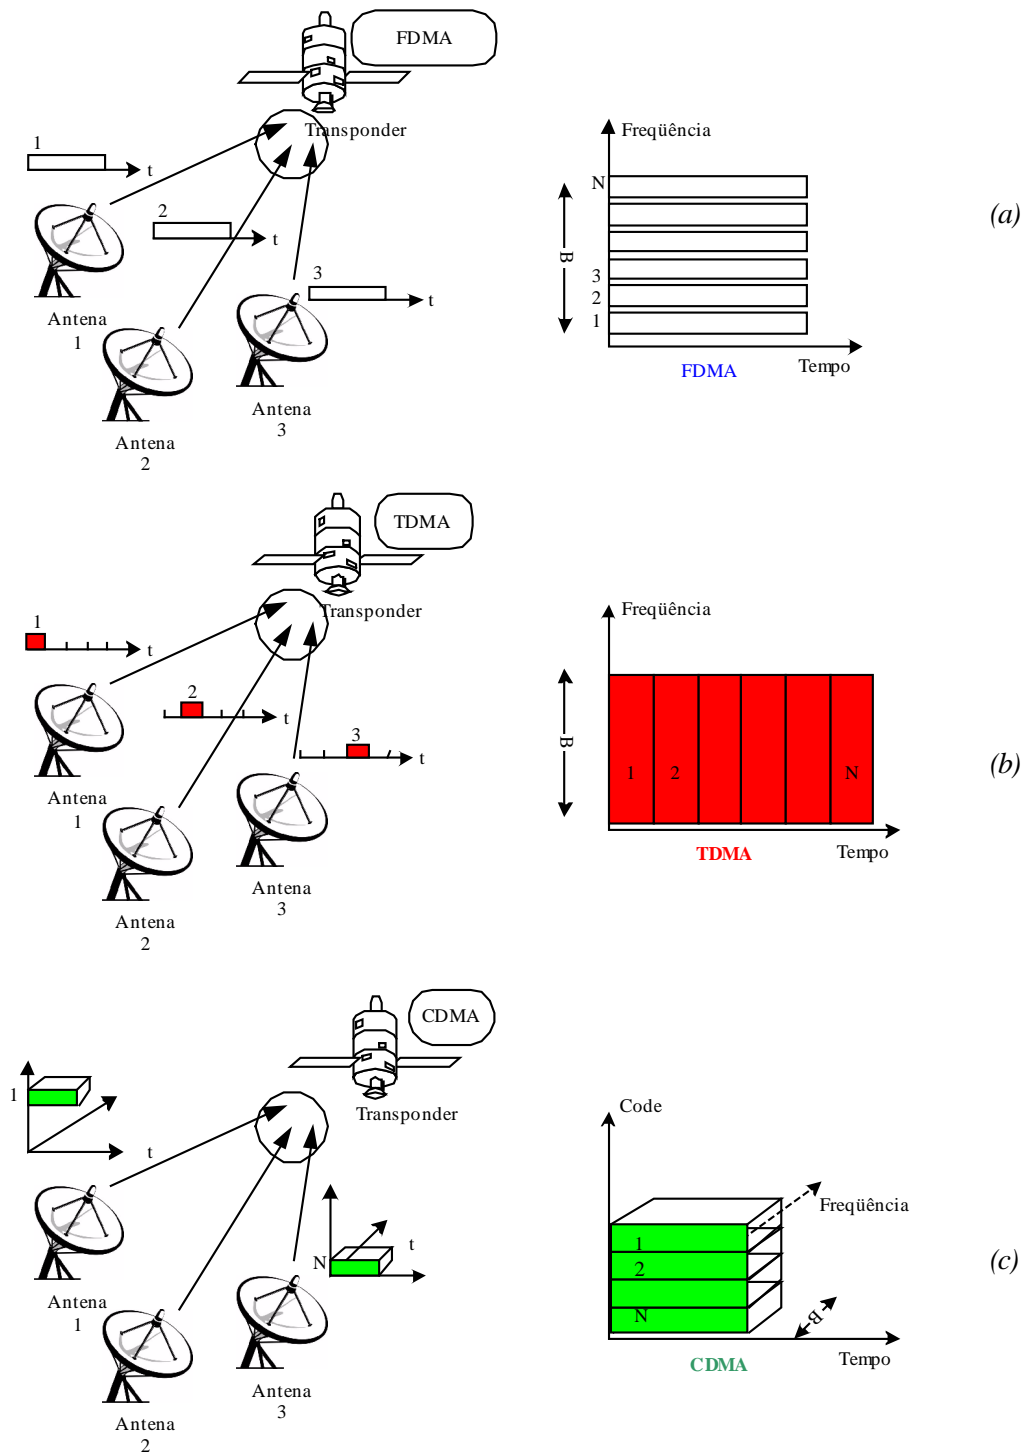 FDMA
Transponder
1
t
2
t
3
t
Antena
1
Antena
2
Antena
3
Freqüência
N
B
3
2
1
FDMA
Tempo
(a)
TDMA
Transponder
1
t
2
t
3
t
Antena
1
Antena
2
Antena
3
Freqüência
B
1 2 N
TDMA
Tempo
(b)
CDMA
Transponder
1
t
N
t
Antena
1
Antena
2
Antena
3
Code
Freqüência
1
2
N
B
CDMA
Tempo
(c)